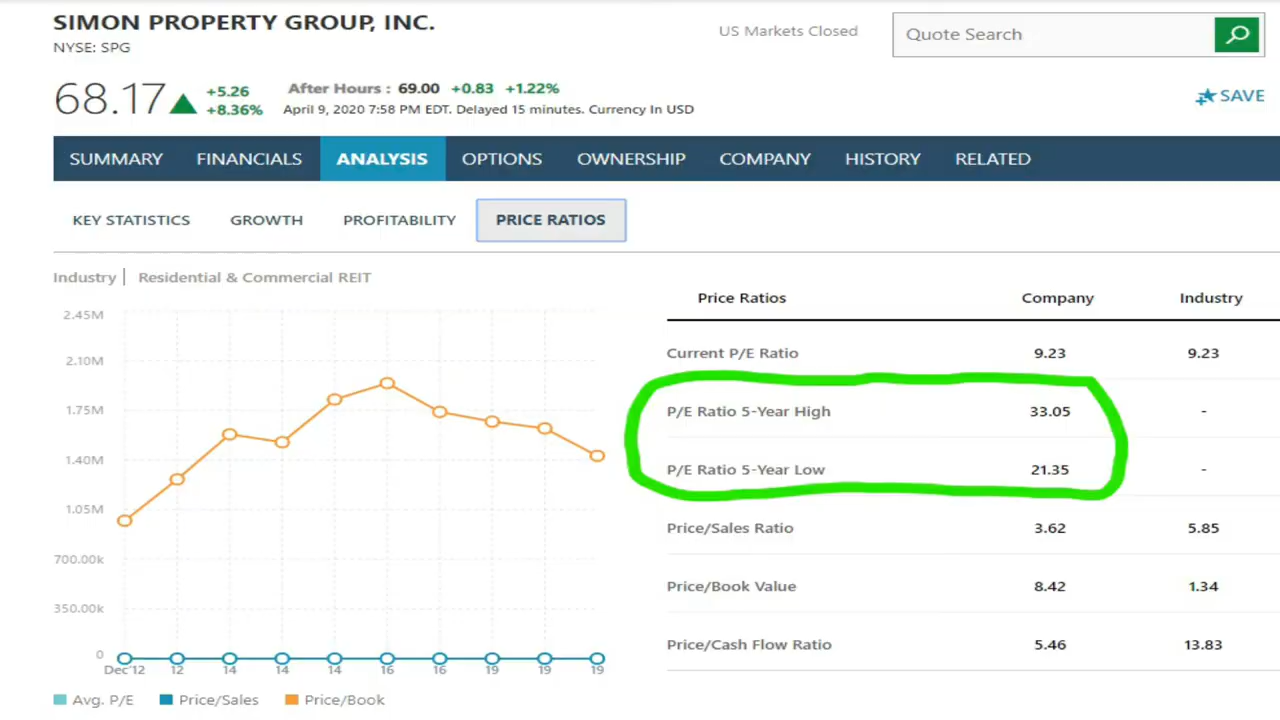 SIMON PROPERTY GROUP, INC.
NYSE: SPG
US Markets Closed
Quote Search
68.17 +5.26 +8.36%
After Hours : 69.00 +0.83 +1.22%
April 9, 2020 7:58 PM EDT. Delayed 15 minutes. Currency In USD
SAVE
SUMMARY FINANCIALS ANALYSIS OPTIONS OWNERSHIP COMPANY HISTORY RELATED
KEY STATISTICS GROWTH PROFITABILITY PRICE RATIOS
Industry | Residential & Commercial REIT
2.45M
2.10M
1.75M
1.40M
1.05M
700.00k
350.00k
0
Dec'12 12 14 14 14 16 16 19 19 19
Avg. P/E Price/Sales Price/Book
Price Ratios Company Industry
Current P/E Ratio 9.23 9.23
P/E Ratio 5-Year High 33.05 -
P/E Ratio 5-Year Low 21.35 -
Price/Sales Ratio 3.62 5.85
Price/Book Value 8.42 1.34
Price/Cash Flow Ratio 5.46 13.83